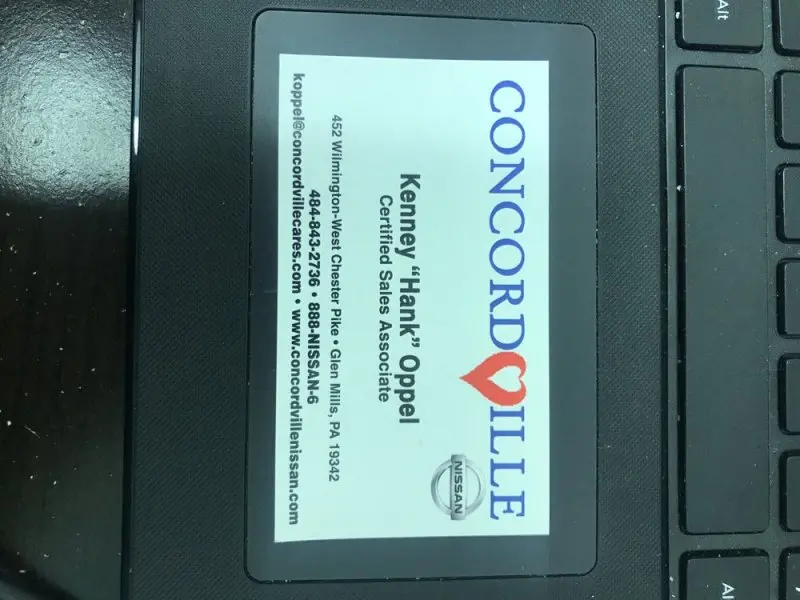 CONCORDVILLE
NISSAN
Kenney “Hank” Oppel
Certified Sales Associate
452 Wilmington-West Chester Pike • Glen Mills, PA 19342
484-843-2736 • 888-NISSAN-6
koppel@concordvillecares.com • www.concordvillenissan.com
Alt